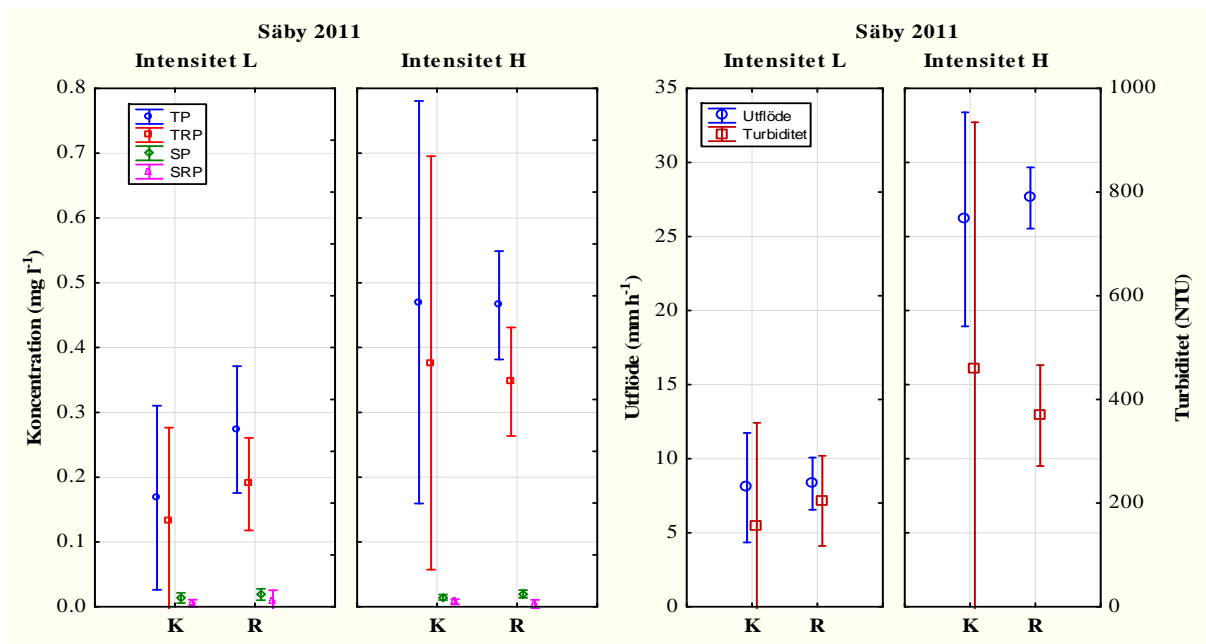 Säby 2011
Intensitet L
Intensitet H
Koncentration (mg l-1)
0.8
0.7
0.6
0.5
0.4
0.3
0.2
0.1
0.0
TP
TRP
SP
SRP
K
R
K
R
Säby 2011
Intensitet L
Intensitet H
Utflöde (mm h-1)
35
30
25
20
15
10
5
0
Utflöde
Turbiditet
1000
800
600
400
200
0
Turbiditet (NTU)
K
R
K
R